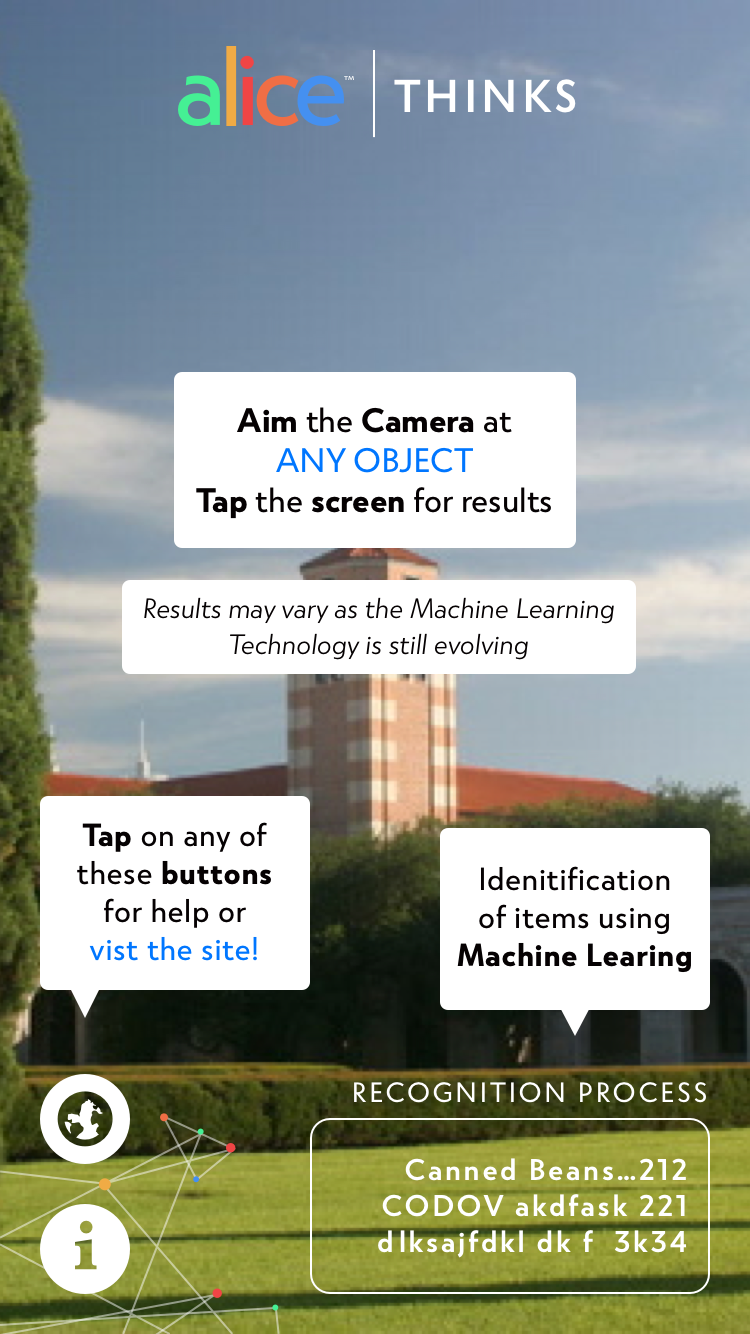 alice™ THINKS
Aim the Camera at
ANY OBJECT
Tap the screen for results
Results may vary as the Machine Learning
Technology is still evolving
Tap on any of
these buttons
for help or
vist the site!
Idenitification
of items using
Machine Learing
RECOGNITION PROCESS
Canned Beans...212
CODOV akdfask 221
dlksajfdkl dk f 3k34
i